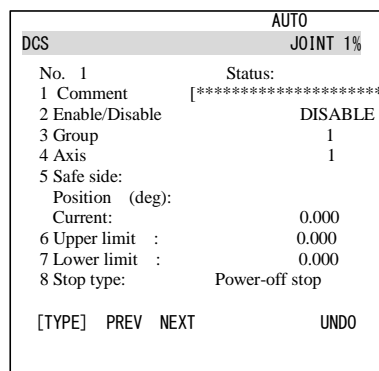 AUTO
DCS JOINT 1%
No. 1 Status:
1 Comment [**********************
2 Enable/Disable DISABLE
3 Group 1
4 Axis 1
5 Safe side:
Position (deg):
Current: 0.000
6 Upper limit : 0.000
7 Lower limit : 0.000
8 Stop type: Power-off stop
[TYPE] PREV NEXT UNDO